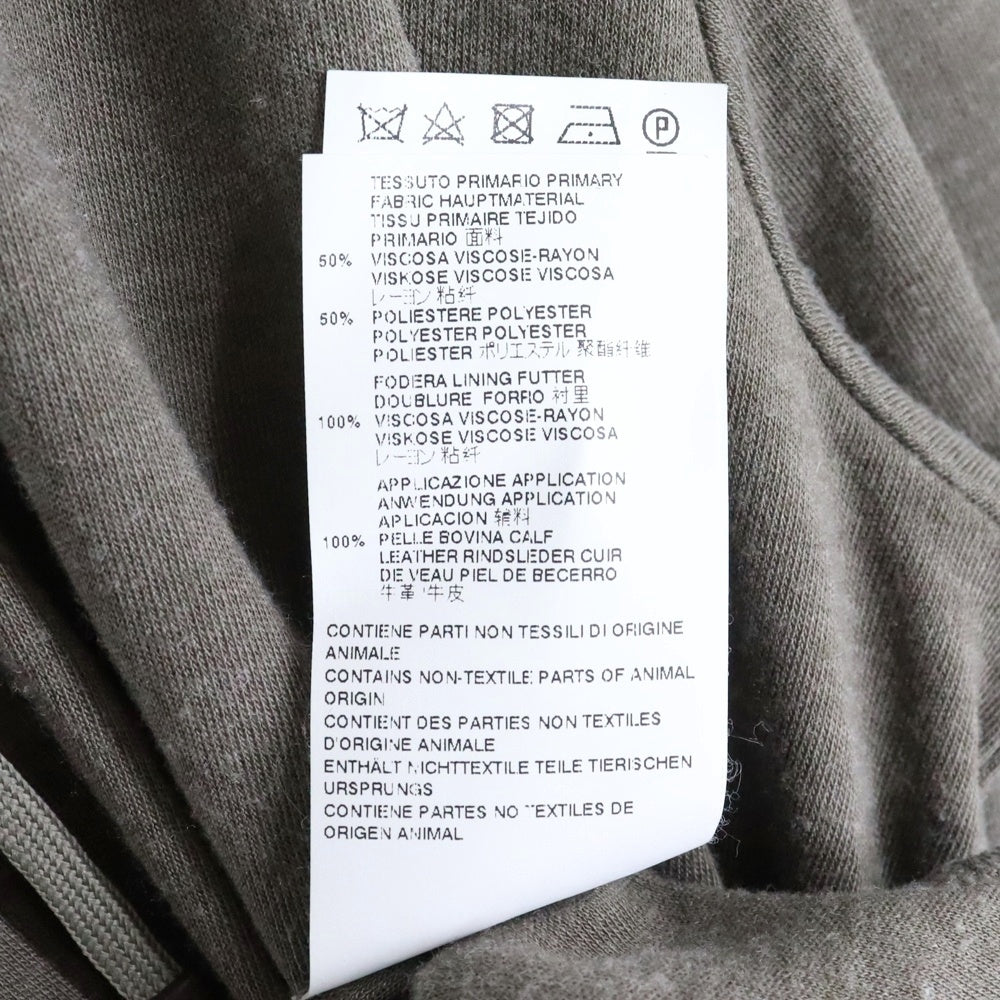 P
TESSUTO PRIMARIO PRIMARY
FABRIC HAUPTMATERIAL
TISSU PRIMAIRE TEJIDO
PRIMARIO 面料
50% VISCOSA VISCOSE-RAYON
VISKOSE VISCOSE VISCOSA
レーヨン 粘纤
50% POLIESTERE POLYESTER
POLYESTER POLYESTER
POLIESTER ポリエステル 聚酯纤维
FODERA LINING FUTTER
DOUBLURE FORRO 衬里
100% VISCOSA VISCOSE-RAYON
VISKOSE VISCOSE VISCOSA
レーヨン 粘纤
APPLICAZIONE APPLICATION
ANWENDUNG APPLICATION
APLICACION 辅料
100% PELLE BOVINA CALF
LEATHER RINDSLEDER CUIR
DE VEAU PIEL DE BECERRO
牛革 牛皮
CONTIENE PARTI NON TESSILI DI ORIGINE
ANIMALE
CONTAINS NON-TEXTILE PARTS OF ANIMAL
ORIGIN
CONTIENT DES PARTIES NON TEXTILES
D'ORIGINE ANIMALE
ENTHÄLT NICHTTEXTILE TEILE TIERISCHEN
URSPRUNGS
CONTIENE PARTES NO TEXTILES DE
ORIGEN ANIMAL